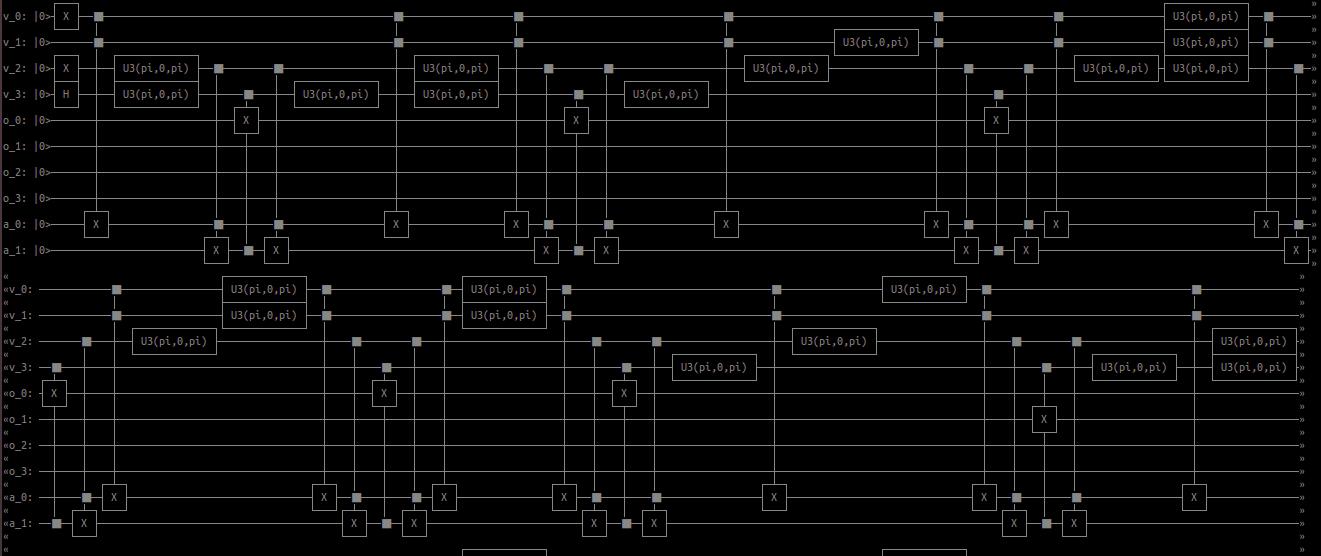 »
v_0: |0> X U3(pi,0,pi) »
v_1: |0> U3(pi,0,pi) U3(pi,0,pi) »
v_2: |0> X U3(pi,0,pi) U3(pi,0,pi) U3(pi,0,pi) U3(pi,0,pi) U3(pi,0,pi) »
v_3: |0> H U3(pi,0,pi) U3(pi,0,pi) U3(pi,0,pi) U3(pi,0,pi) »
o_0: |0> X X X »
o_1: |0> »
o_2: |0> »
o_3: |0> »
a_0: |0> X X X X X X X »
a_1: |0> X X X X X X X »
« »
«v_0: U3(pi,0,pi) U3(pi,0,pi) U3(pi,0,pi) »
«v_1: U3(pi,0,pi) U3(pi,0,pi) »
«v_2: U3(pi,0,pi) U3(pi,0,pi) U3(pi,0,pi) »
«v_3: U3(pi,0,pi) U3(pi,0,pi) U3(pi,0,pi) »
«o_0: X X X »
«o_1: X »
«o_2: »
«o_3: »
«a_0: X X X X X X X »
«a_1: X X X X X X X »
« »
«